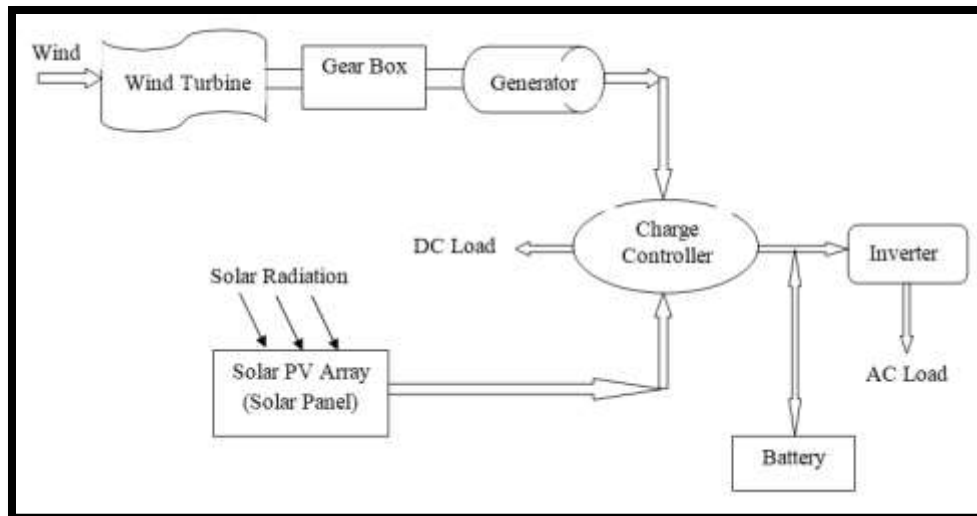 Wind
Wind Turbine
Gear Box
Generator
Charge
Controller
DC Load
Inverter
Solar Radiation
Solar PV Array
(Solar Panel)
AC Load
Battery